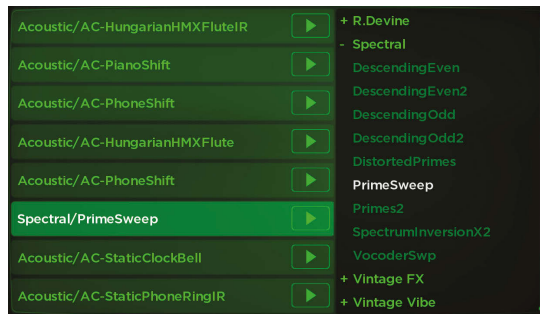 Acoustic/AC-HungarianHMXFluteIR
Acoustic/AC-PianoShift
Acoustic/AC-PhoneShift
Acoustic/AC-HungarianHMXFlute
Acoustic/AC-PhoneShift
Spectral/PrimeSweep
Acoustic/AC-StaticClockBell
Acoustic/AC-StaticPhoneRingIR
+ R.Devine
- Spectral
DescendingEven
DescendingEven2
DescendingOdd
DescendingOdd2
DistortedPrimes
PrimeSweep
Primes2
SpectrumInversionX2
VocoderSwp
+ Vintage FX
+ Vintage Vibe